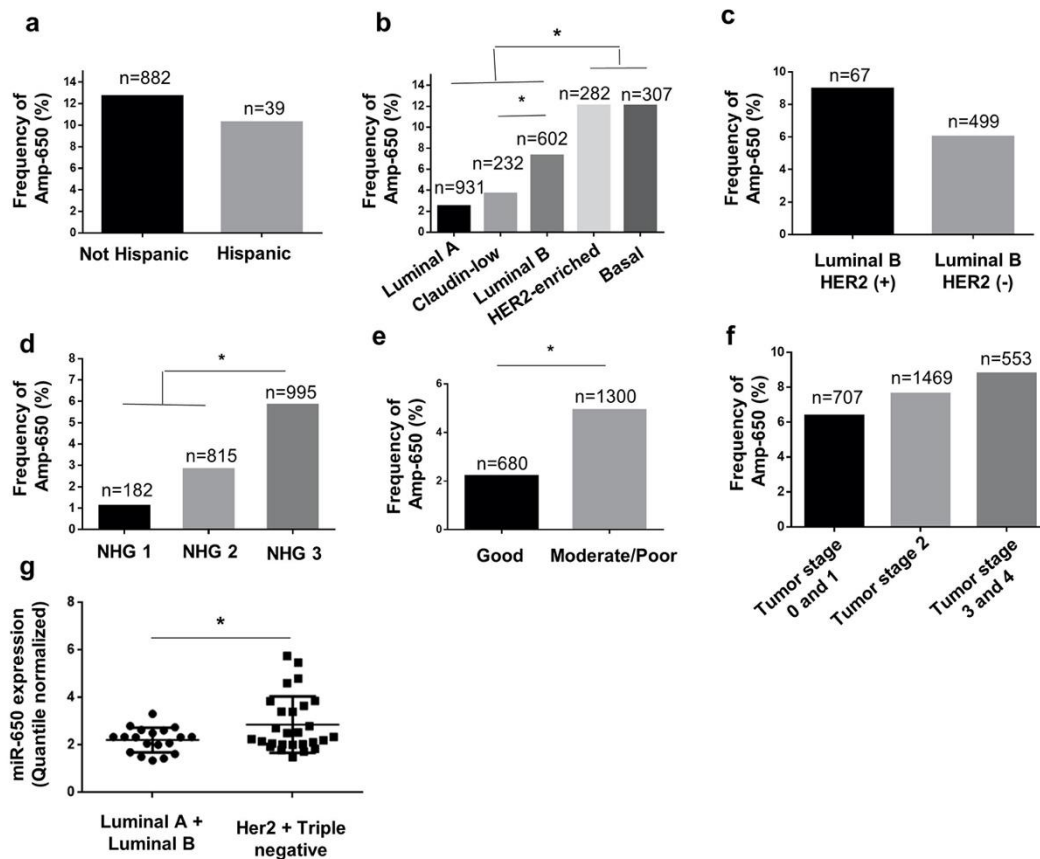 a
Frequency of
Amp-650 (%)
14
12
10
8
6
4
2
0
n=882
n=39
Not Hispanic
Hispanic
b
Frequency of
Amp-650 (%)
14
12
10
8
6
4
2
0
*
*
n=931
n=232
n=602
n=282
n=307
Luminal A
Claudin-low
Luminal B
HER2-enriched
Basal
c
Frequency of
Amp-650 (%)
10
8
6
4
2
0
n=67
n=499
Luminal B
HER2 (+)
Luminal B
HER2 (-)
d
Frequency of
Amp-650 (%)
8
7
6
5
4
3
2
1
0
*
n=182
n=815
n=995
NHG 1
NHG 2
NHG 3
e
Frequency of
Amp-650 (%)
6
4
2
0
*
n=680
n=1300
Good
Moderate/Poor
f
Frequency of
Amp-650 (%)
10
8
6
4
2
0
n=707
n=1469
n=553
Tumor stage
0 and 1
Tumor stage 2
Tumor stage
3 and 4
g
miR-650 expression
(Quantile normalized)
8
6
4
2
0
*
Luminal A +
Luminal B
Her2 + Triple
negative